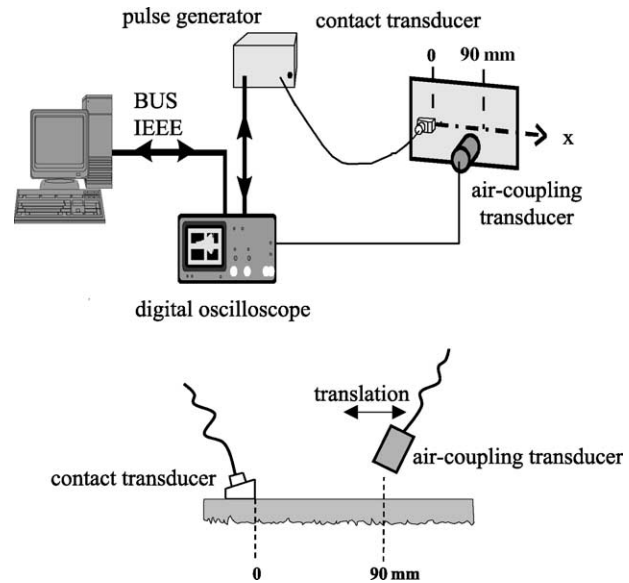 pulse generator
contact transducer
0
90 mm
BUS
IEEE
x
air-coupling
transducer
digital oscilloscope
translation
air-coupling transducer
contact transducer
0
90 mm